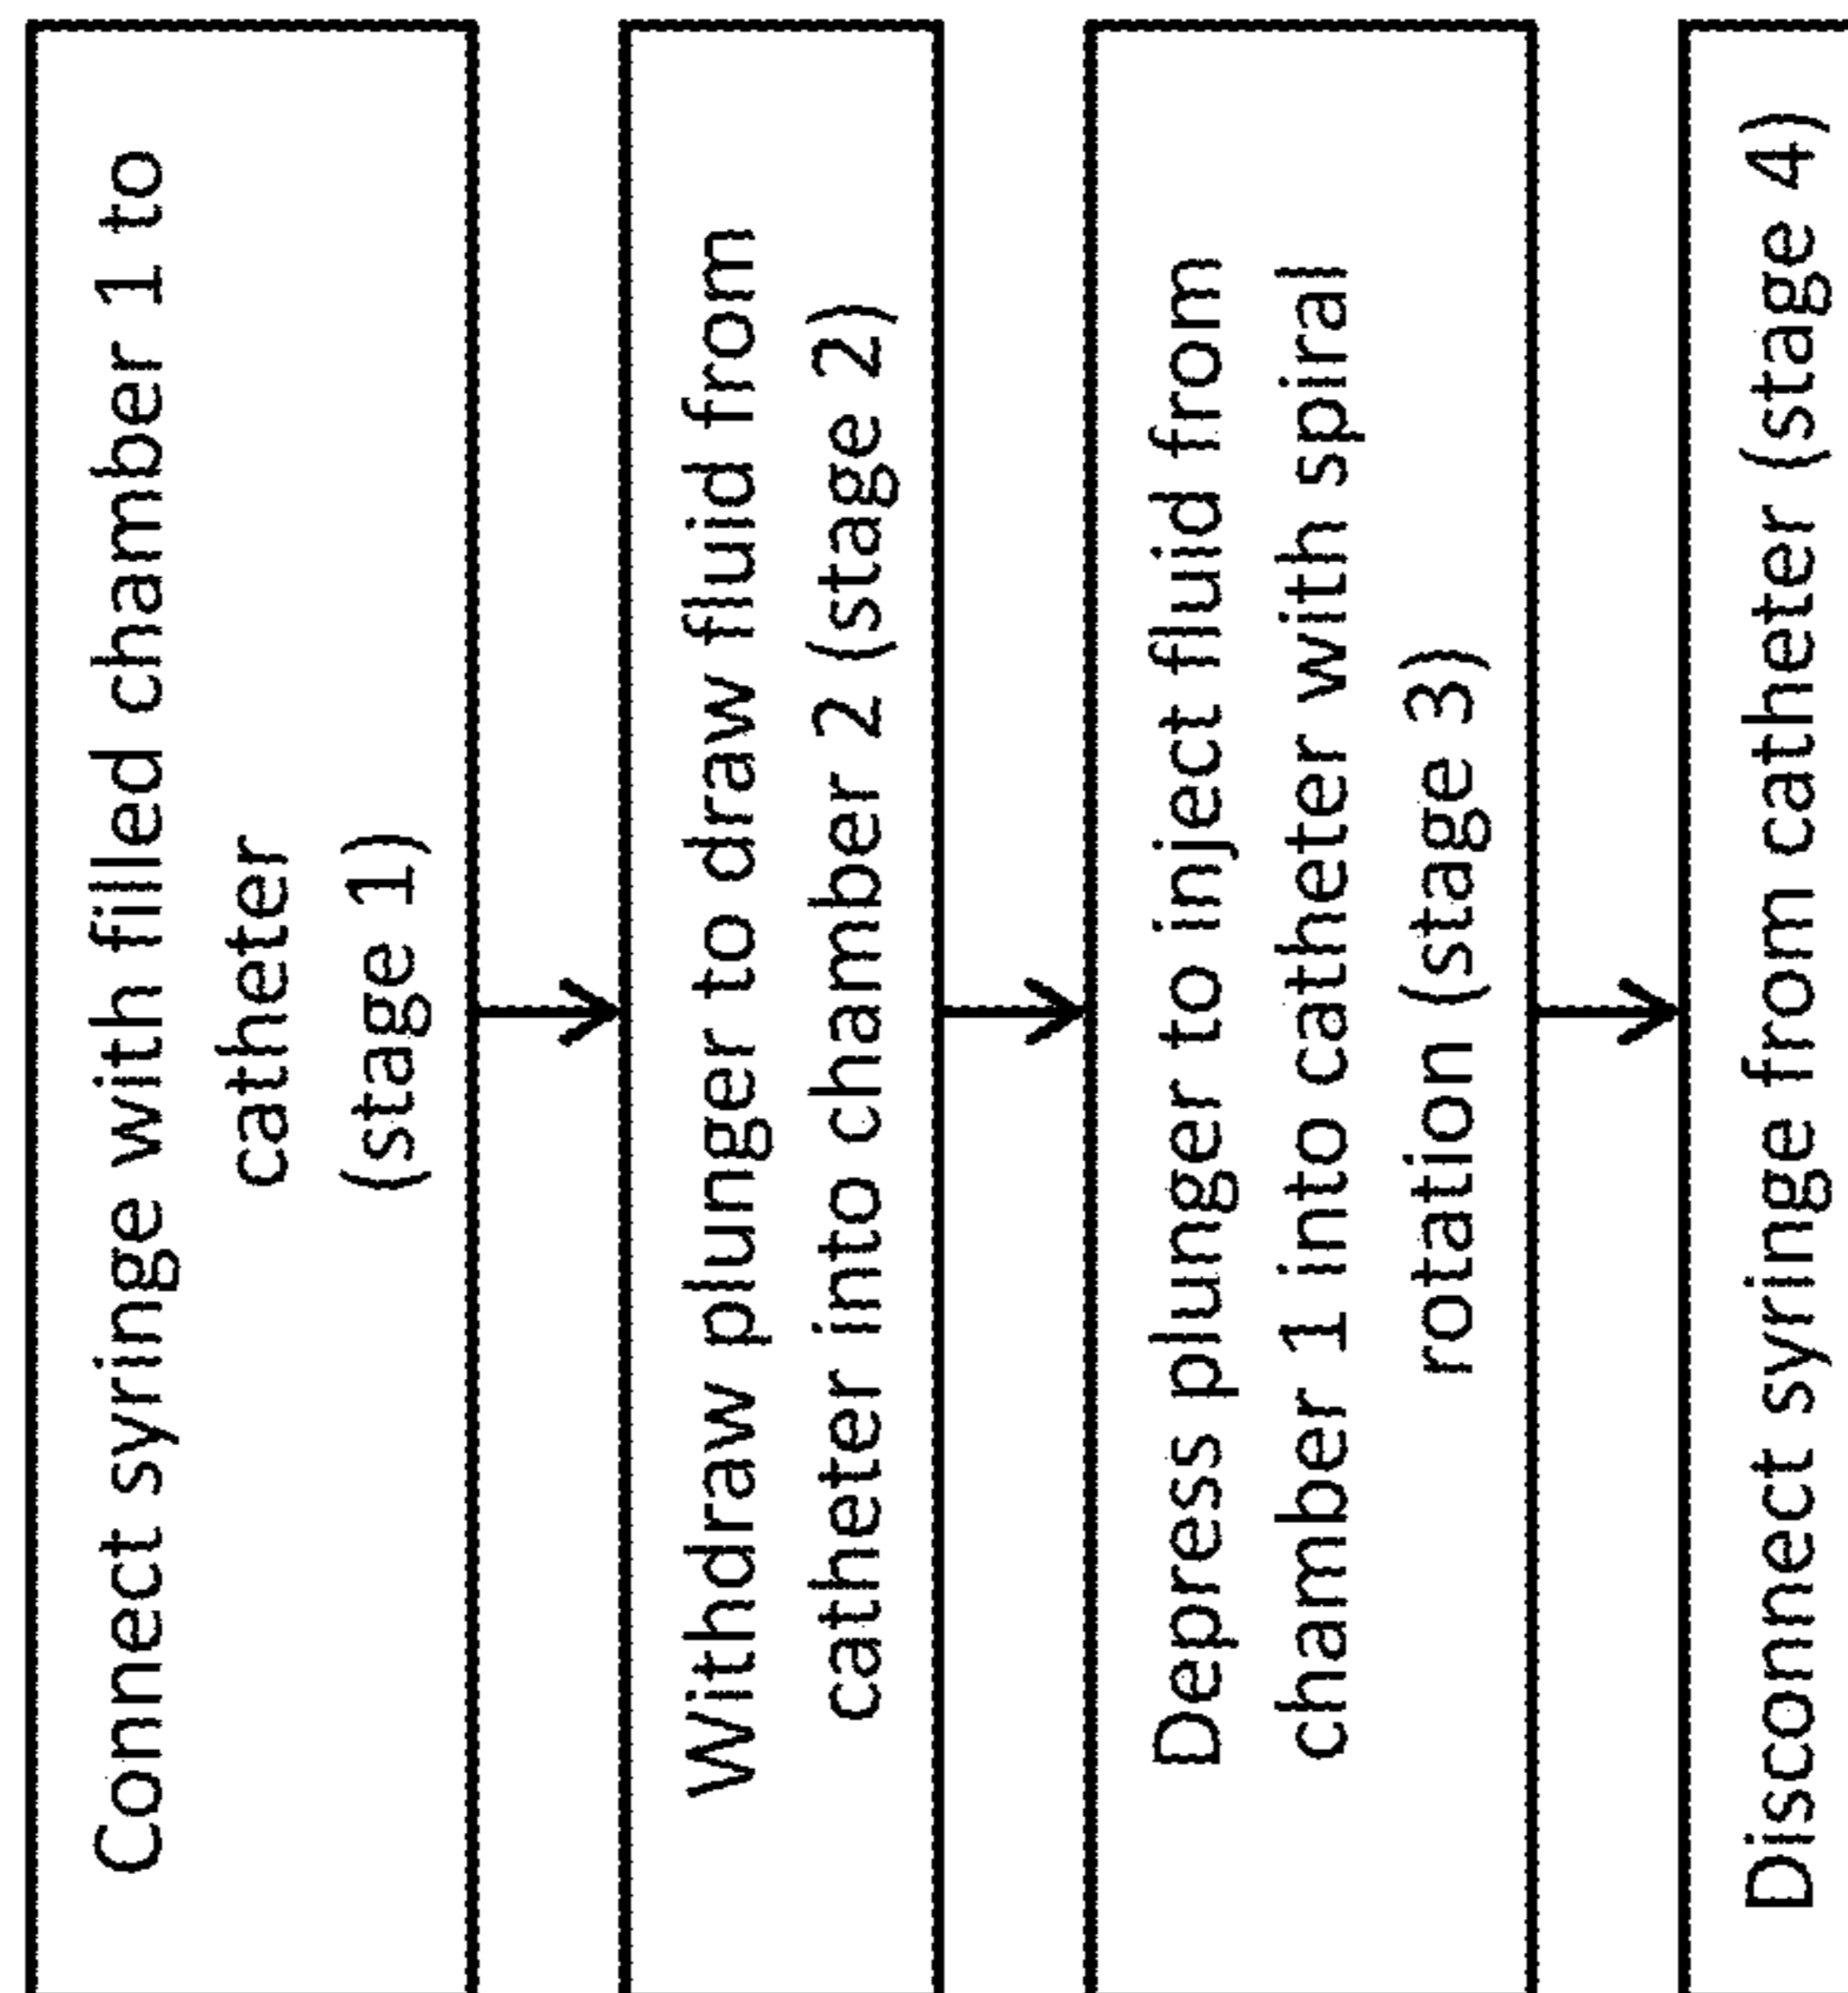 Connect syringe with filled chamber 1 to
catheter
(stage 1)
Withdraw plunger to draw fluid from
catheter into chamber 2 (stage 2)
Depress plunger to inject fluid from
chamber 1 into catheter with spiral
rotation (stage 3)
Disconnect syringe from catheter (stage 4)